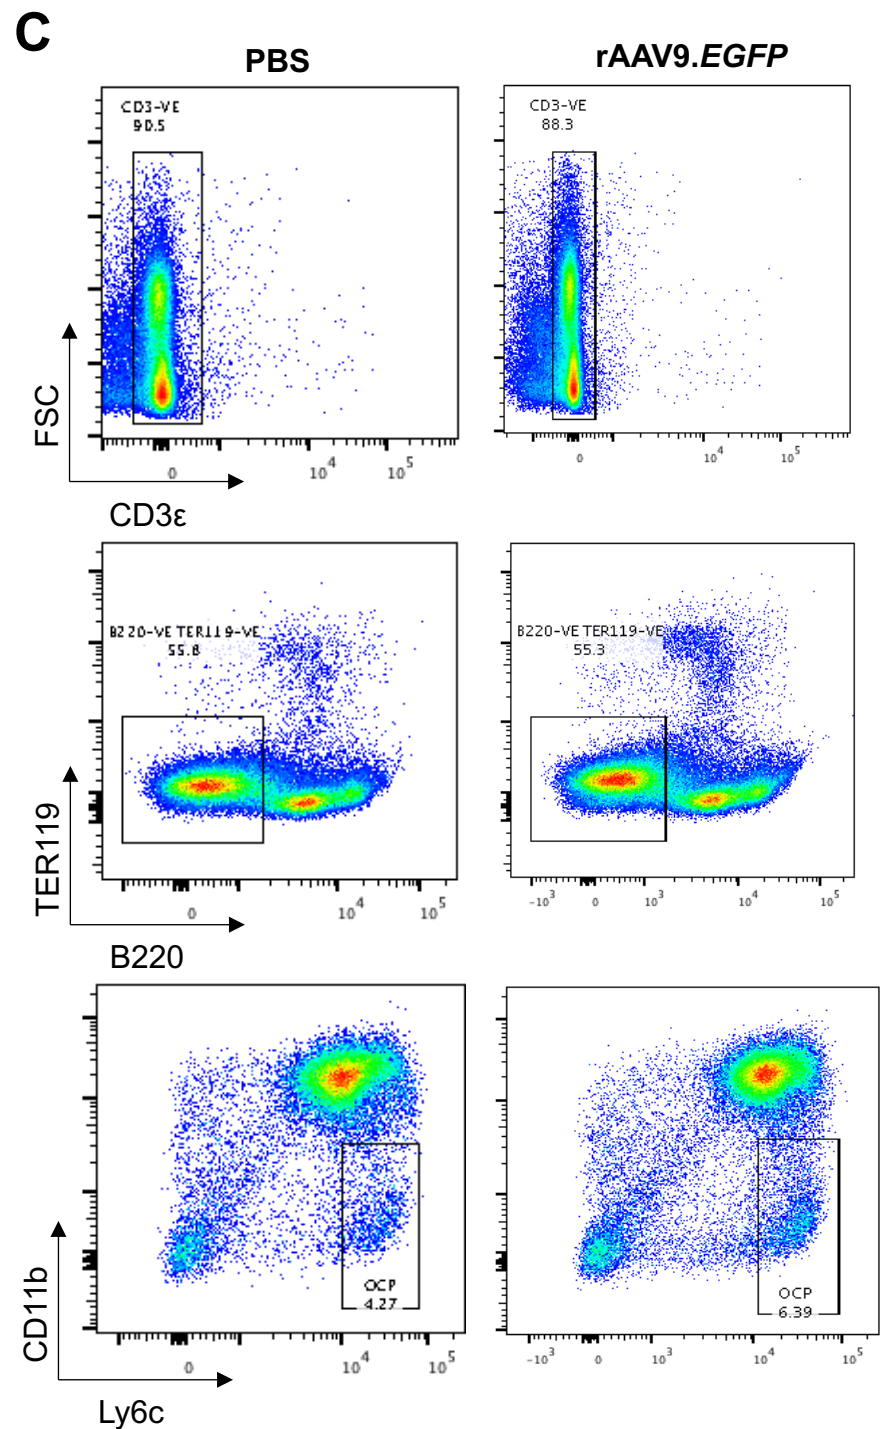 C
PBS
rAAV9.EGFP
CD3-VE
90.5
CD3-VE
88.3
FSC
0
10^4
10^5
0
10^4
10^5
CD3ε
B220-VE TER119-VE
55.8
B220-VE TER119-VE
55.3
TER119
0
10^4
10^5
-10^3
0
10^3
10^4
10^5
B220
OCP
4.27
OCP
6.39
CD11b
0
10^4
10^5
-10^3
0
10^3
10^4
10^5
Ly6c